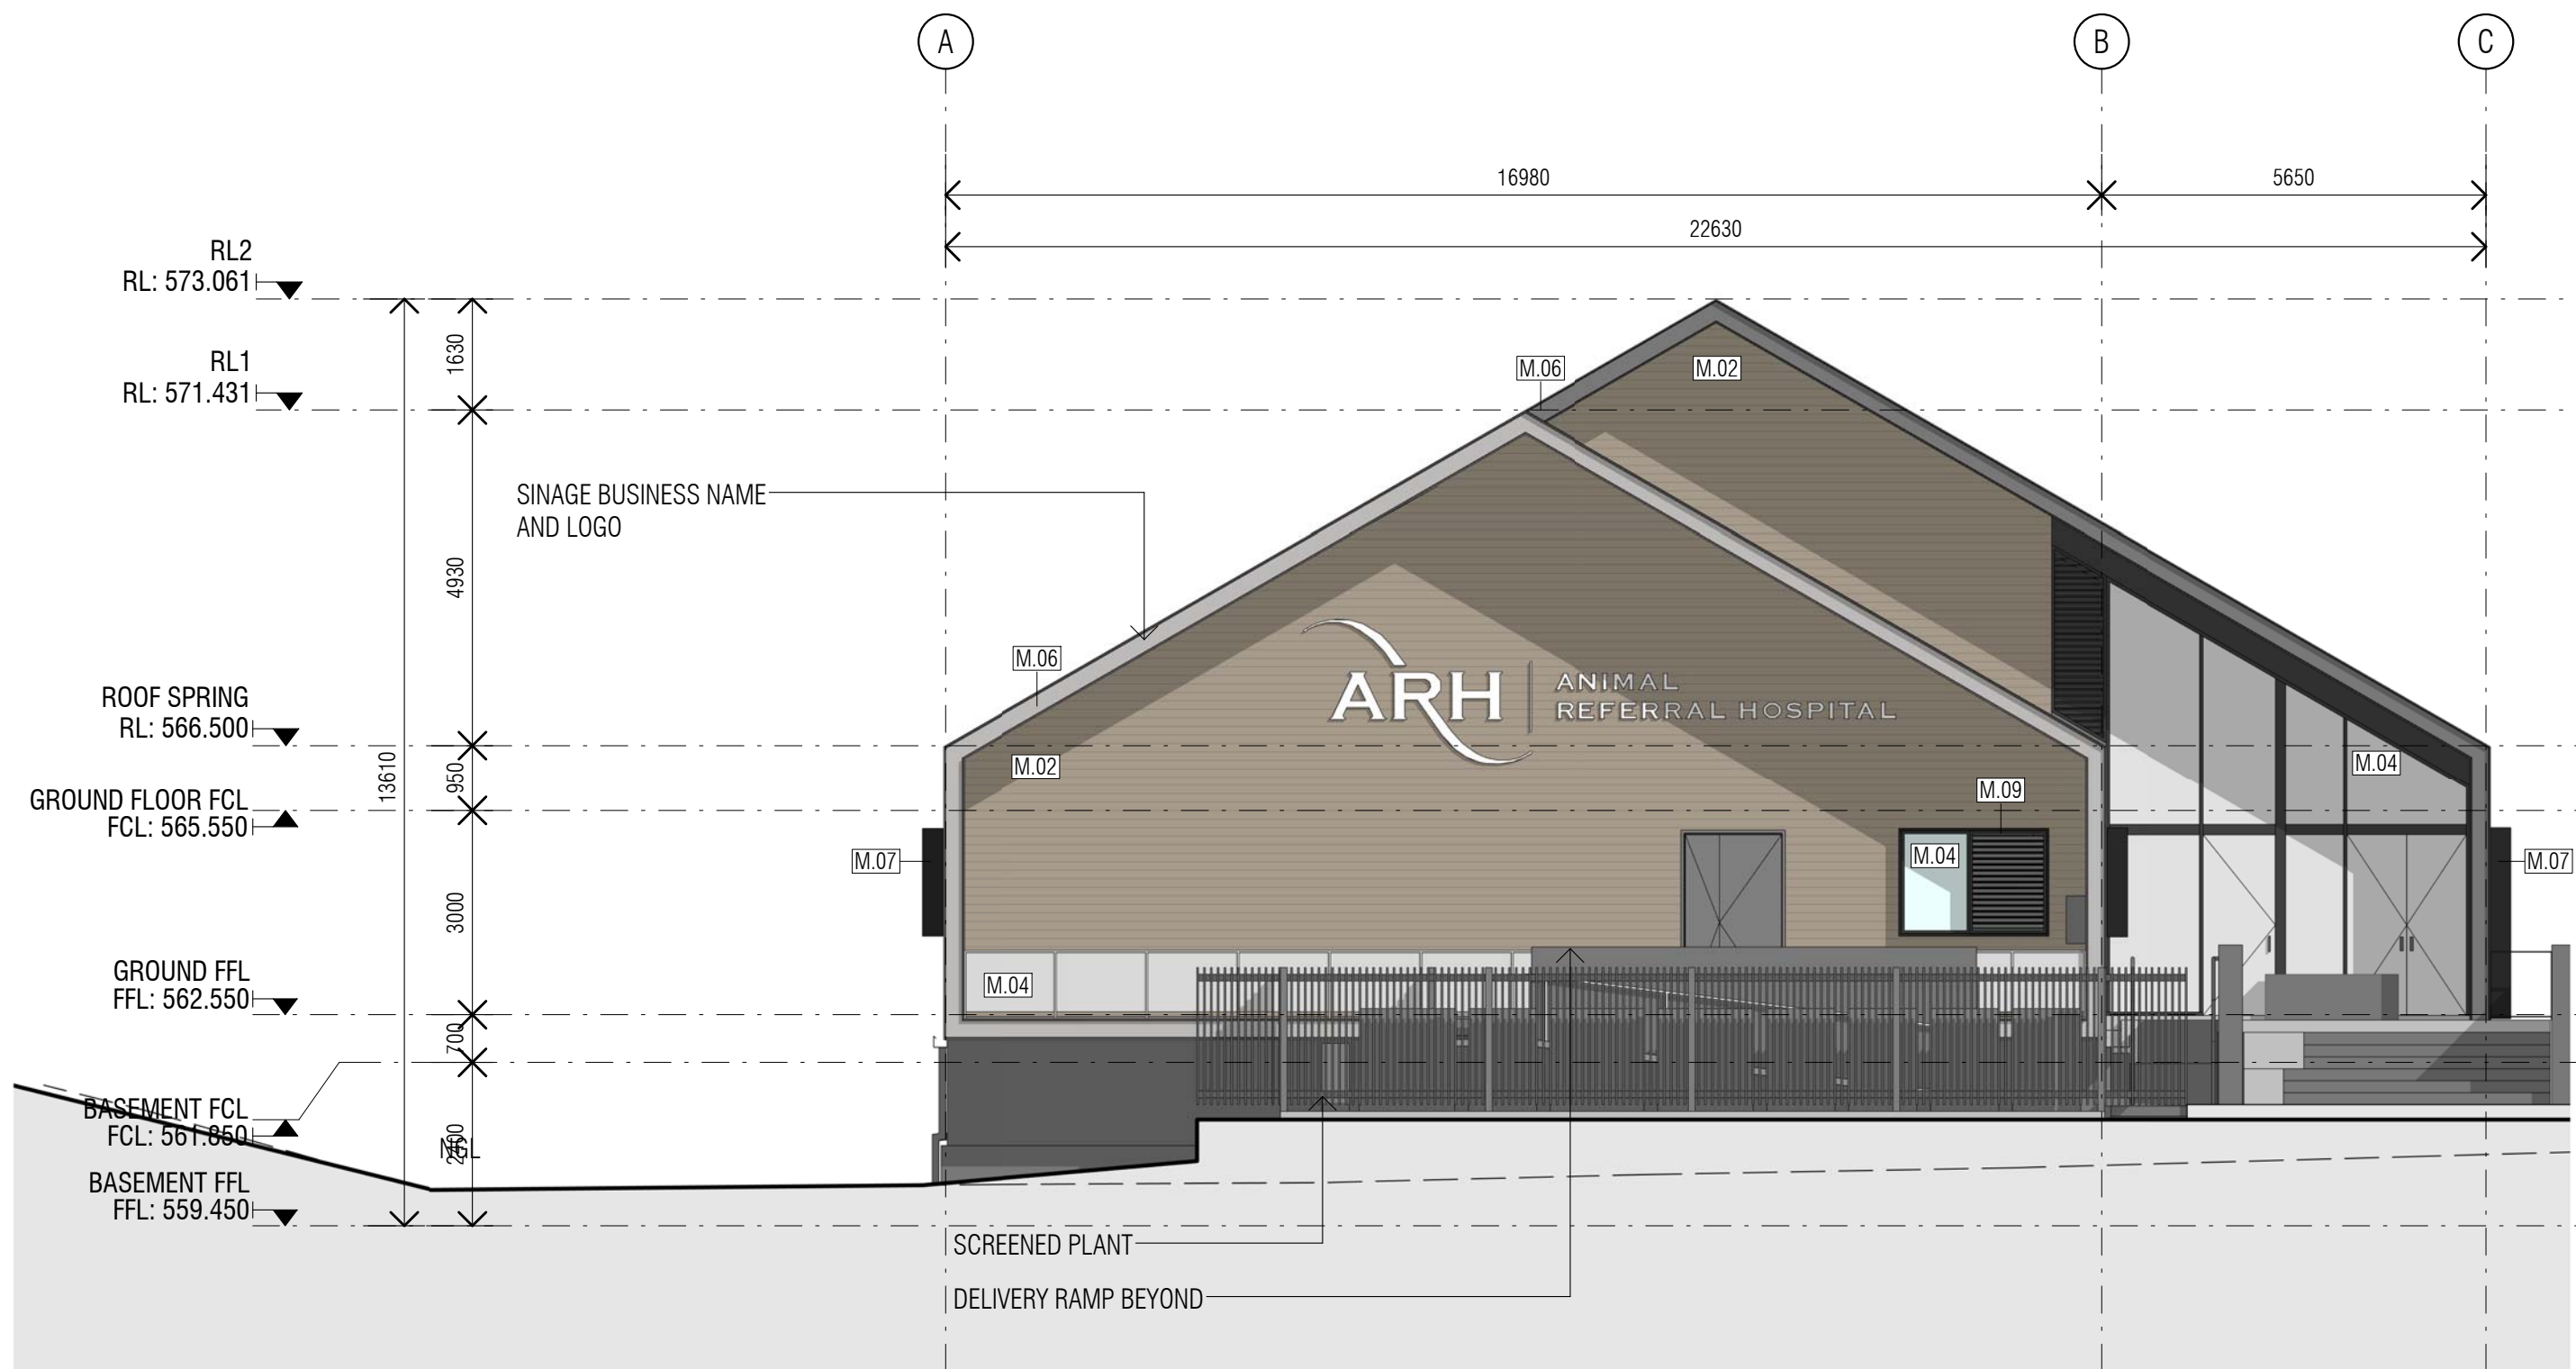 A
B
C
16980
5650
22630
RL2
RL: 573.061
1630
RL1
RL: 571.431
M.06
M.02
SINAGE BUSINESS NAME
AND LOGO
4930
M.06
ARH
ANIMAL
REFERRAL HOSPITAL
ROOF SPRING
RL: 566.500
M.02
M.04
13610
950
GROUND FLOOR FCL
FCL: 565.550
M.09
M.07
M.04
M.07
3000
GROUND FFL
FFL: 562.550
M.04
700
BASEMENT FCL
FCL: 561.850
2400
NGL
BASEMENT FFL
FFL: 559.450
SCREENED PLANT
DELIVERY RAMP BEYOND